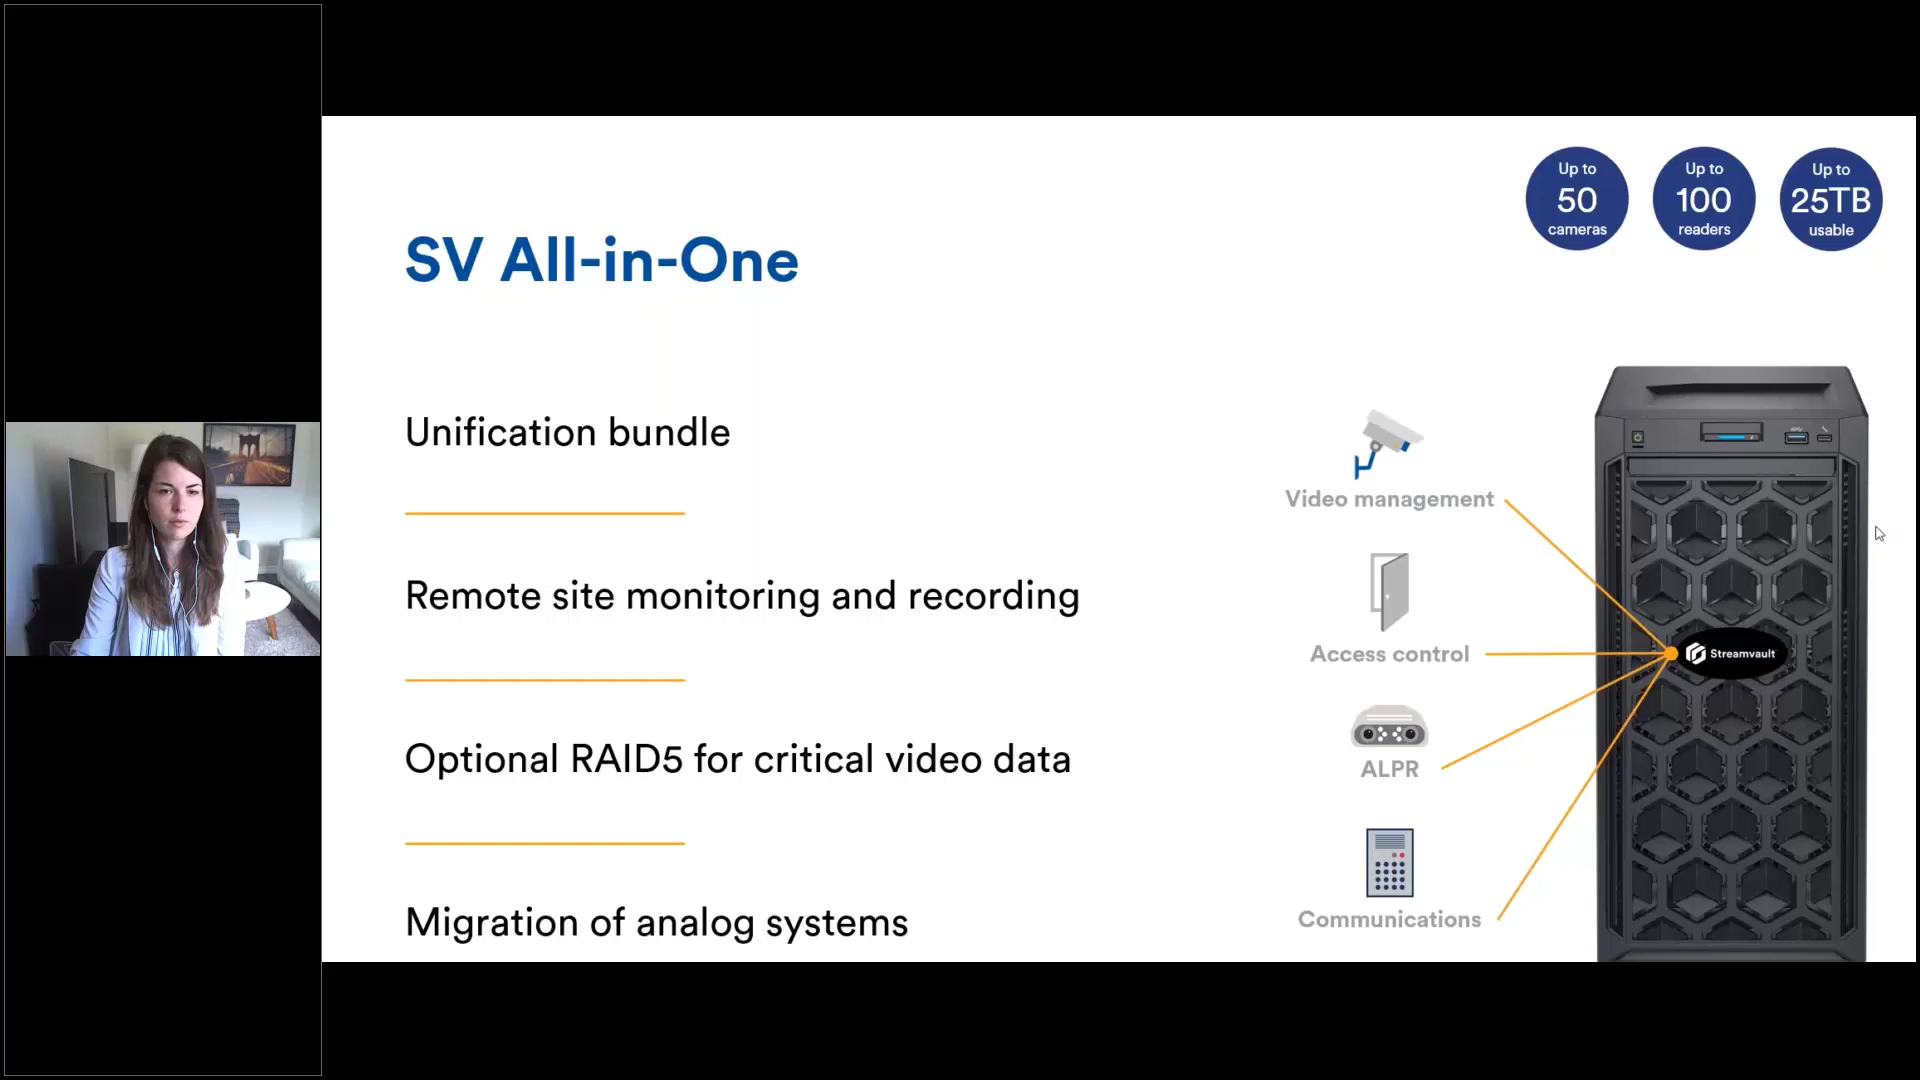 Up to
50
cameras
Up to
100
readers
Up to
25TB
usable
SV All-in-One
Unification bundle
Remote site monitoring and recording
Optional RAID5 for critical video data
Migration of analog systems
Video management
Access control
ALPR
Communications
Streamvault